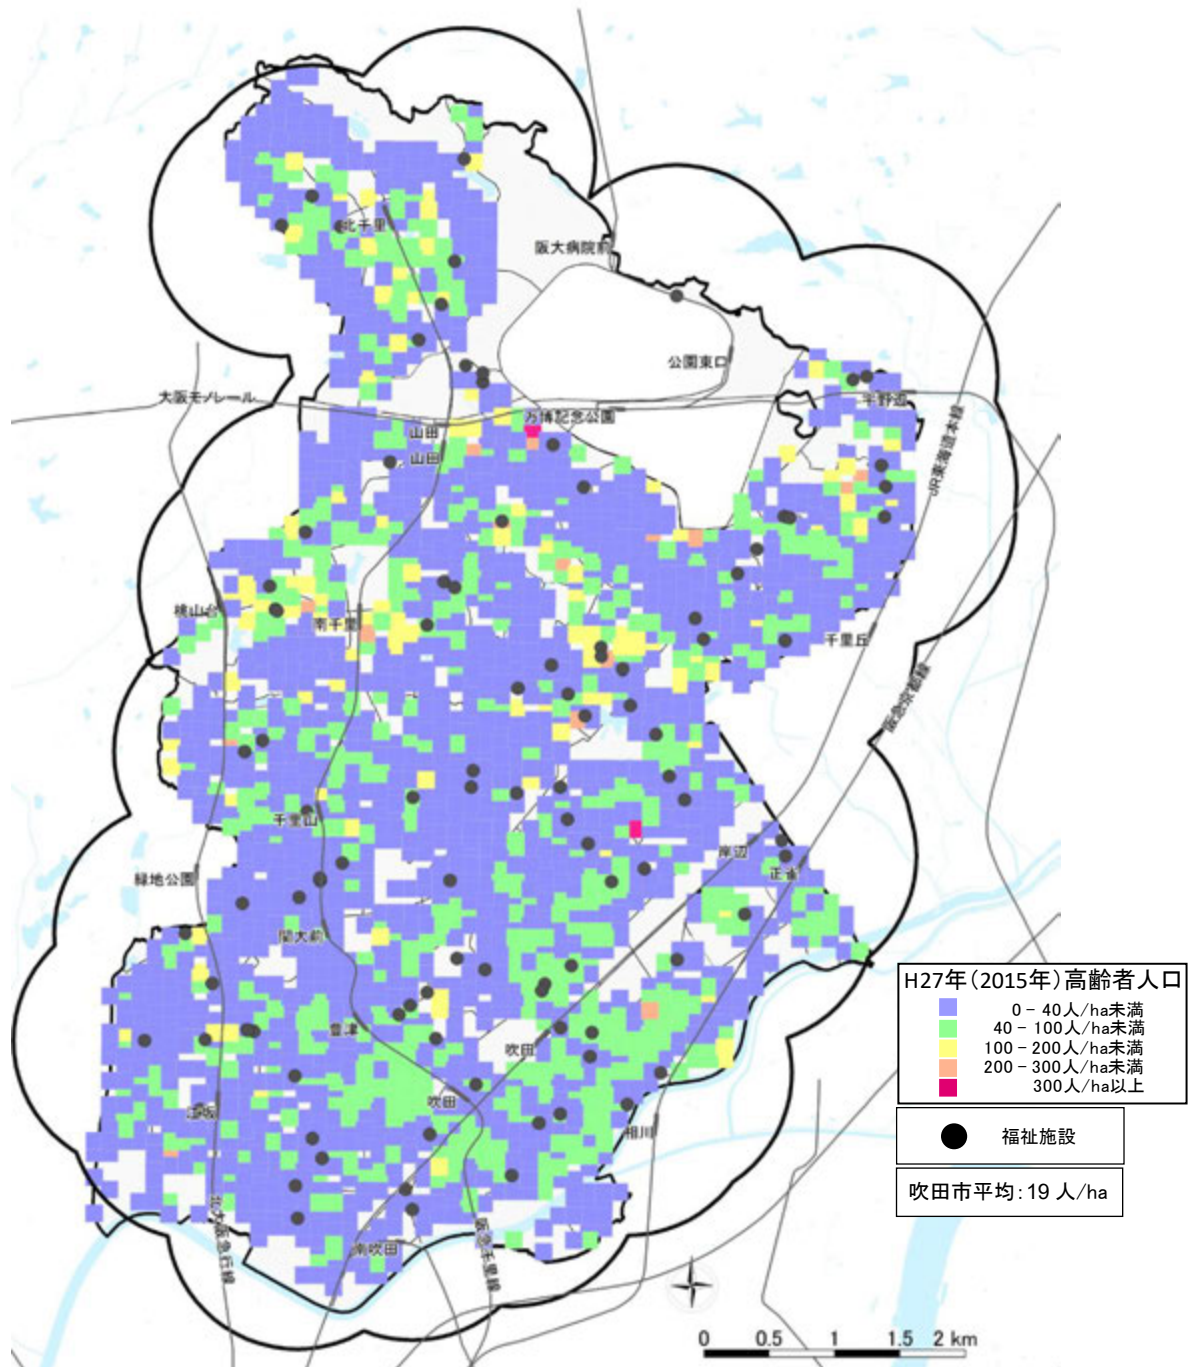 北千里
阪大病院前
公園東口
大阪モノレール
宇野辺
万博記念公園
山田
山田
JR東海道本線
桃山台
南千里
千里丘
阪急京都線
千里山
岸辺
正雀
緑地公園
関大前
H27年(2015年)高齢者人口
0 - 40人/ha未満
40 - 100人/ha未満
100 - 200人/ha未満
200 - 300人/ha未満
300人/ha以上
豊津
吹田
吹田
江坂
相川
福祉施設
吹田市平均:19 人/ha
北大阪急行線
阪急千里線
南吹田
0 0.5 1 1.5 2 km